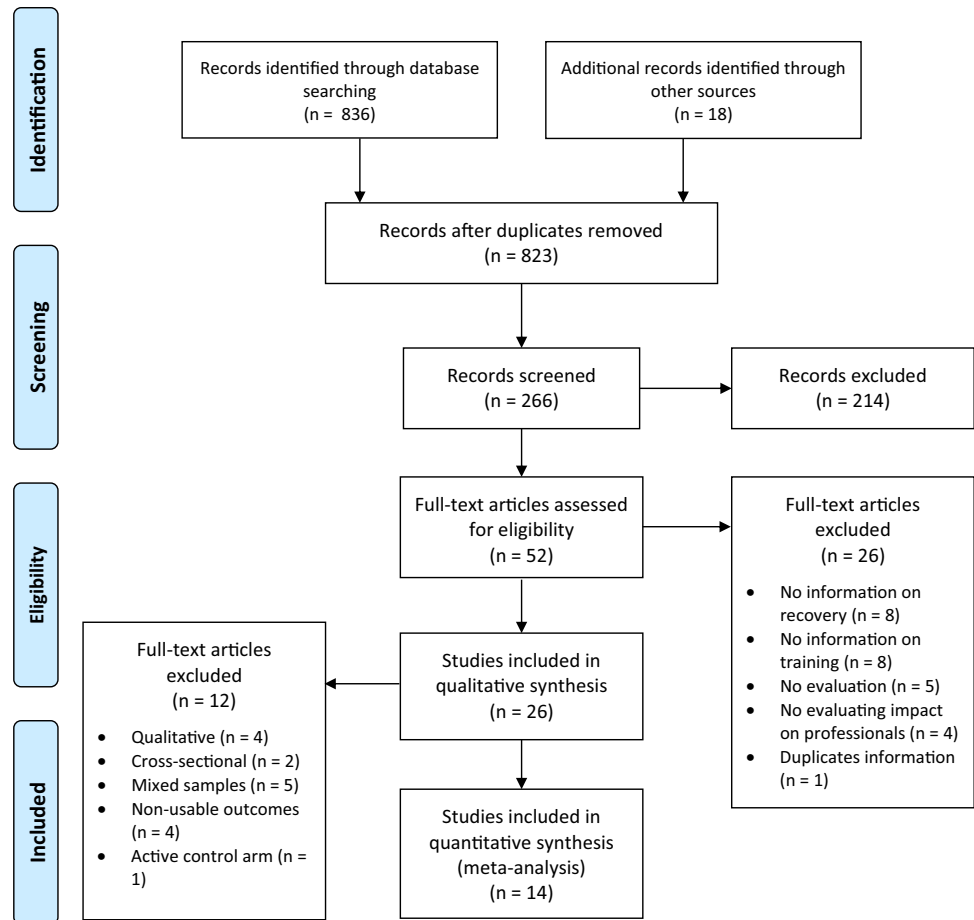 Identification
Records identified through database
searching
(n = 836)
Additional records identified through
other sources
(n = 18)
Records after duplicates removed
(n = 823)
Screening
Records screened
(n = 266)
Records excluded
(n = 214)
Eligibility
Full-text articles assessed
for eligibility
(n = 52)
Full-text articles
excluded
(n = 26)
• No information on
recovery (n = 8)
• No information on
training (n = 8)
• No evaluation (n = 5)
• No evaluating impact
on professionals (n = 4)
• Duplicates information
(n = 1)
Studies included in
qualitative synthesis
(n = 26)
Full-text articles
excluded
(n = 12)
• Qualitative (n = 4)
• Cross-sectional (n = 2)
• Mixed samples (n = 5)
• Non-usable outcomes
(n = 4)
• Active control arm (n =
1)
Included
Studies included in
quantitative synthesis
(meta-analysis)
(n = 14)